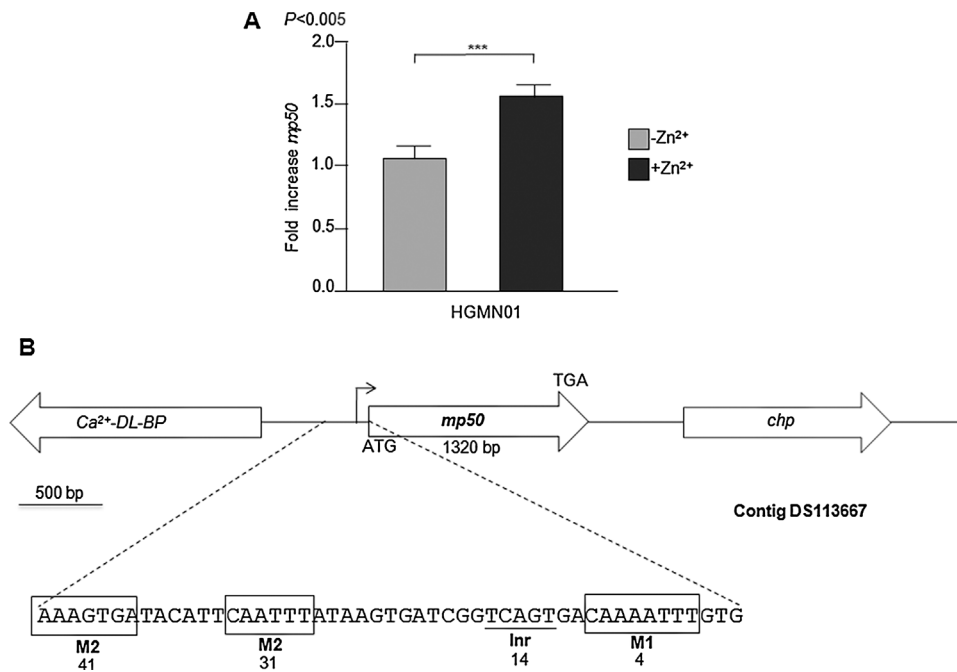 A
P<0.005
2.0
***
1.5
1.0
0.5
0.0
Fold increase mp50
-Zn²⁺
+Zn²⁺
HGMN01
B
TGA
Ca²⁺-DL-BP
mp50
chp
ATG
1320 bp
500 bp
Contig DS113667
AAAGTGATACATTCAATTTATAAGTGATCGGTCAGTGACAAAATTTGTG
M2
M2
Inr
M1
41
31
14
4